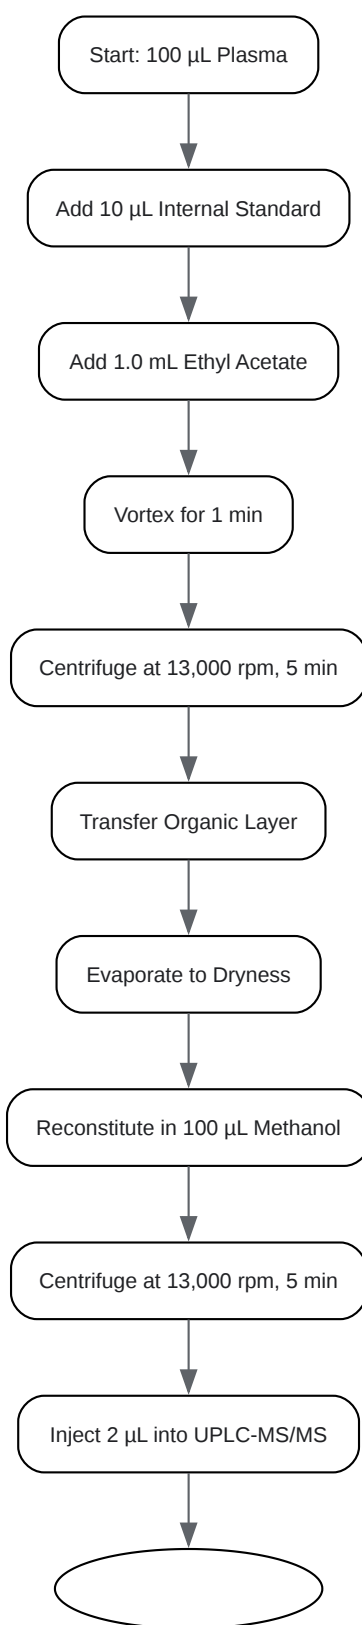 Start: 100 µL Plasma
Add 10 µL Internal Standard
Add 1.0 mL Ethyl Acetate
Vortex for 1 min
Centrifuge at 13,000 rpm, 5 min
Transfer Organic Layer
Evaporate to Dryness
Reconstitute in 100 µL Methanol
Centrifuge at 13,000 rpm, 5 min
Inject 2 µL into UPLC-MS/MS